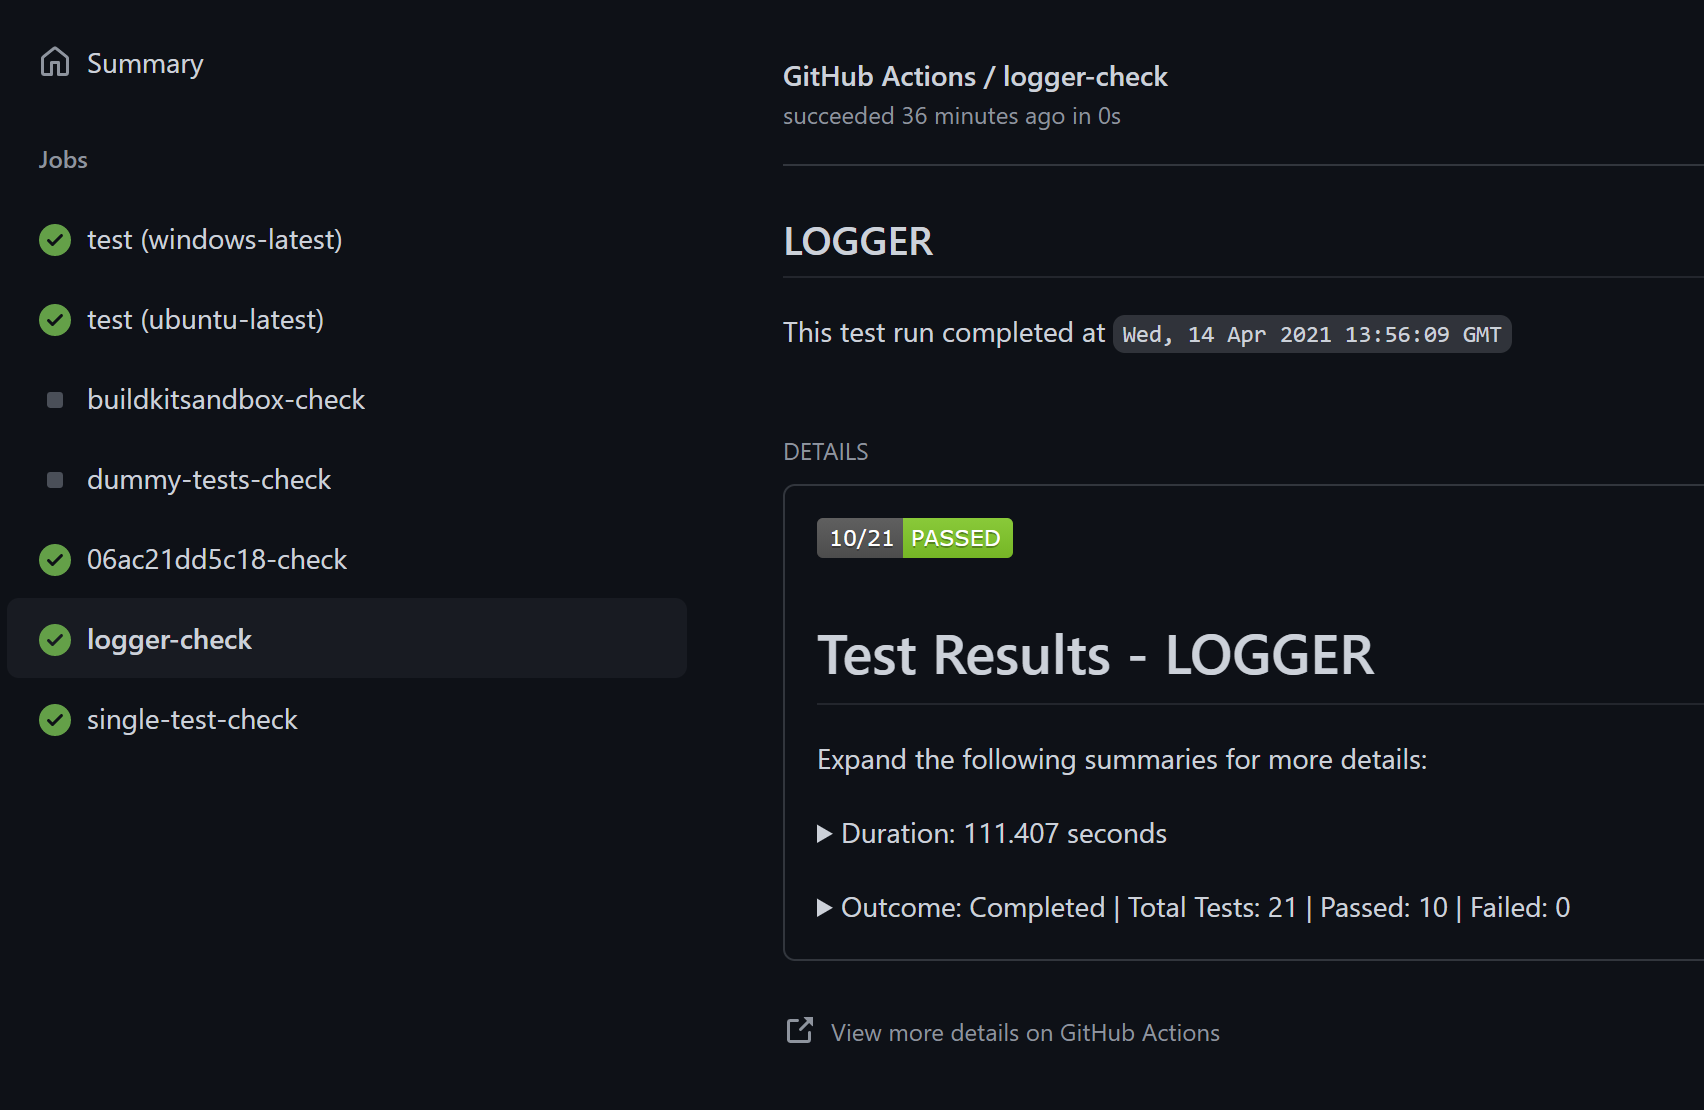 Summary
Jobs
test (windows-latest)
test (ubuntu-latest)
buildkitsandbox-check
dummy-tests-check
06ac21dd5c18-check
logger-check
single-test-check
GitHub Actions / logger-check
succeeded 36 minutes ago in 0s
LOGGER
This test run completed at Wed, 14 Apr 2021 13:56:09 GMT
DETAILS
10/21 PASSED
Test Results - LOGGER
Expand the following summaries for more details:
Duration: 111.407 seconds
Outcome: Completed | Total Tests: 21 | Passed: 10 | Failed: 0
View more details on GitHub Actions